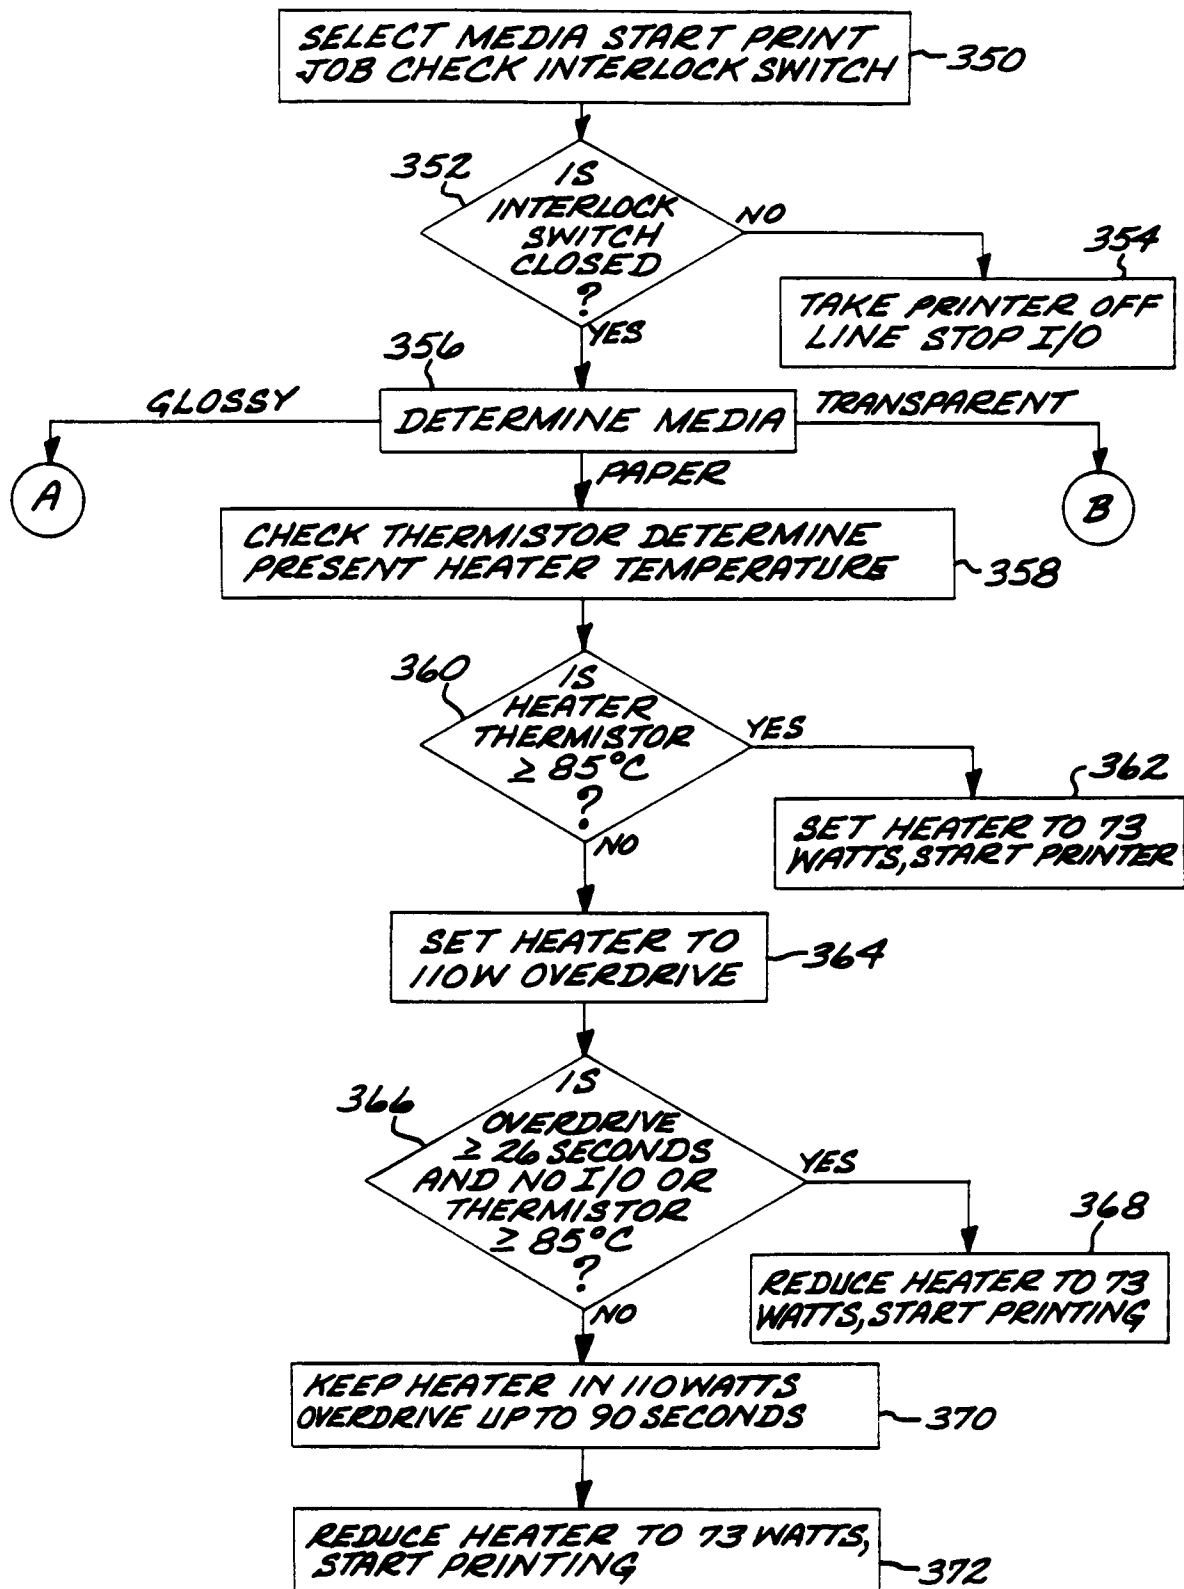 SELECT MEDIA START PRINT
JOB CHECK INTERLOCK SWITCH
350
352
IS
INTERLOCK
SWITCH
CLOSED
?
NO
354
TAKE PRINTER OFF
LINE STOP I/O
YES
356
GLOSSY
DETERMINE MEDIA
TRANSPARENT
A
PAPER
B
CHECK THERMISTOR DETERMINE
PRESENT HEATER TEMPERATURE
358
360
IS
HEATER
THERMISTOR
≥ 85°C
?
YES
362
SET HEATER TO 73
WATTS, START PRINTER
NO
SET HEATER TO
110W OVERDRIVE
364
366
IS
OVERDRIVE
≥ 26 SECONDS
AND NO I/O OR
THERMISTOR
≥ 85°C
?
YES
368
REDUCE HEATER TO 73
WATTS, START PRINTING
NO
KEEP HEATER IN 110 WATTS
OVERDRIVE UP TO 90 SECONDS
370
REDUCE HEATER TO 73 WATTS,
START PRINTING
372